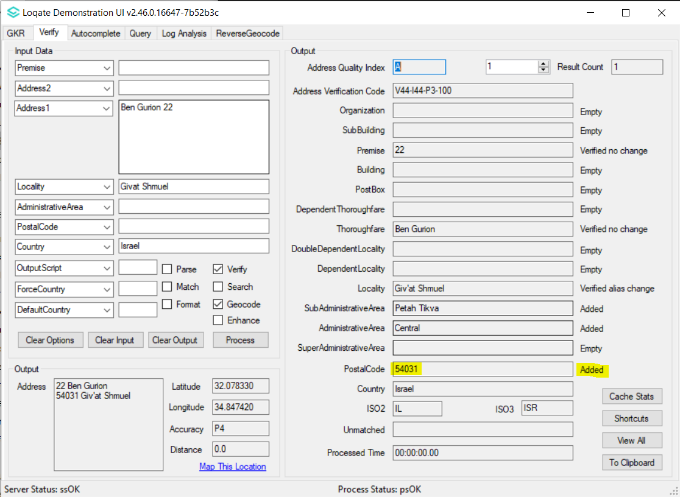 Loqate Demonstration UI v2.46.0.16647-7b52b3c
GKR Verify Autocomplete Query Log Analysis ReverseGeocode
Input Data
Premise
Address2
Address1 Ben Gurion 22
Locality Givat Shmuel
AdministrativeArea
PostalCode
Country Israel
OutputScript Parse Verify
ForceCountry Match Search
DefaultCountry Format Geocode
Enhance
Clear Options Clear Input Clear Output Process
Output
Address 22 Ben Gurion
54031 Giv'at Shmuel
Latitude 32.078330
Longitude 34.847420
Accuracy P4
Distance 0.0
Map This Location
Output
Address Quality Index A 1 Result Count 1
Address Verification Code V44-I44-P3-100
Organization Empty
SubBuilding Empty
Premise 22 Verified no change
Building Empty
PostBox Empty
DependentThoroughfare Empty
Thoroughfare Ben Gurion Verified no change
DoubleDependentLocality Empty
DependentLocality Empty
Locality Giv'at Shmuel Verified alias change
SubAdministrativeArea Petah Tikva Added
AdministrativeArea Central Added
SuperAdministrativeArea Empty
PostalCode 54031 Added
Country Israel
ISO2 IL ISO3 ISR
Unmatched
Processed Time 00:00:00.00
Cache Stats
Shortcuts
View All
To Clipboard
Server Status: ssOK Process Status: psOK